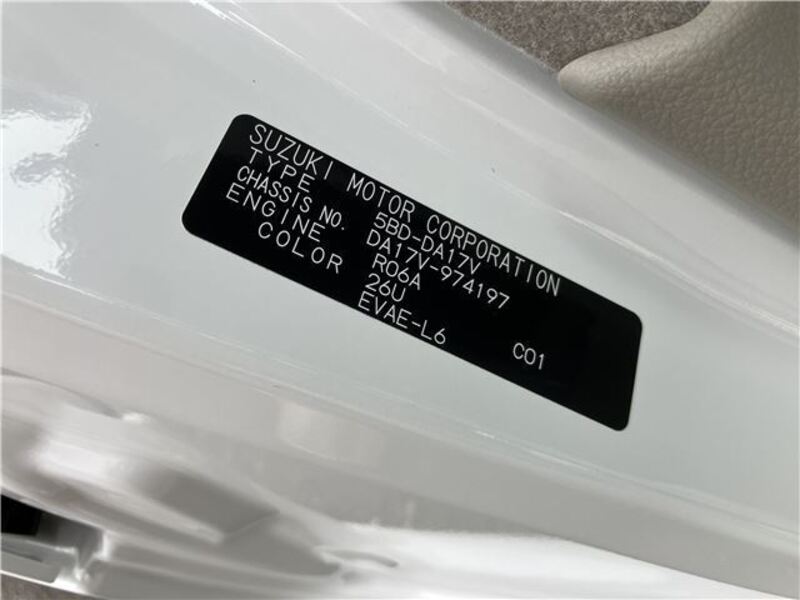 SUZUKI MOTOR CORPORATION
TYPE 5BD-DA17V
CHASSIS NO. DA17V-974197
ENGINE R06A
COLOR 26U
EVAE-L6 C01